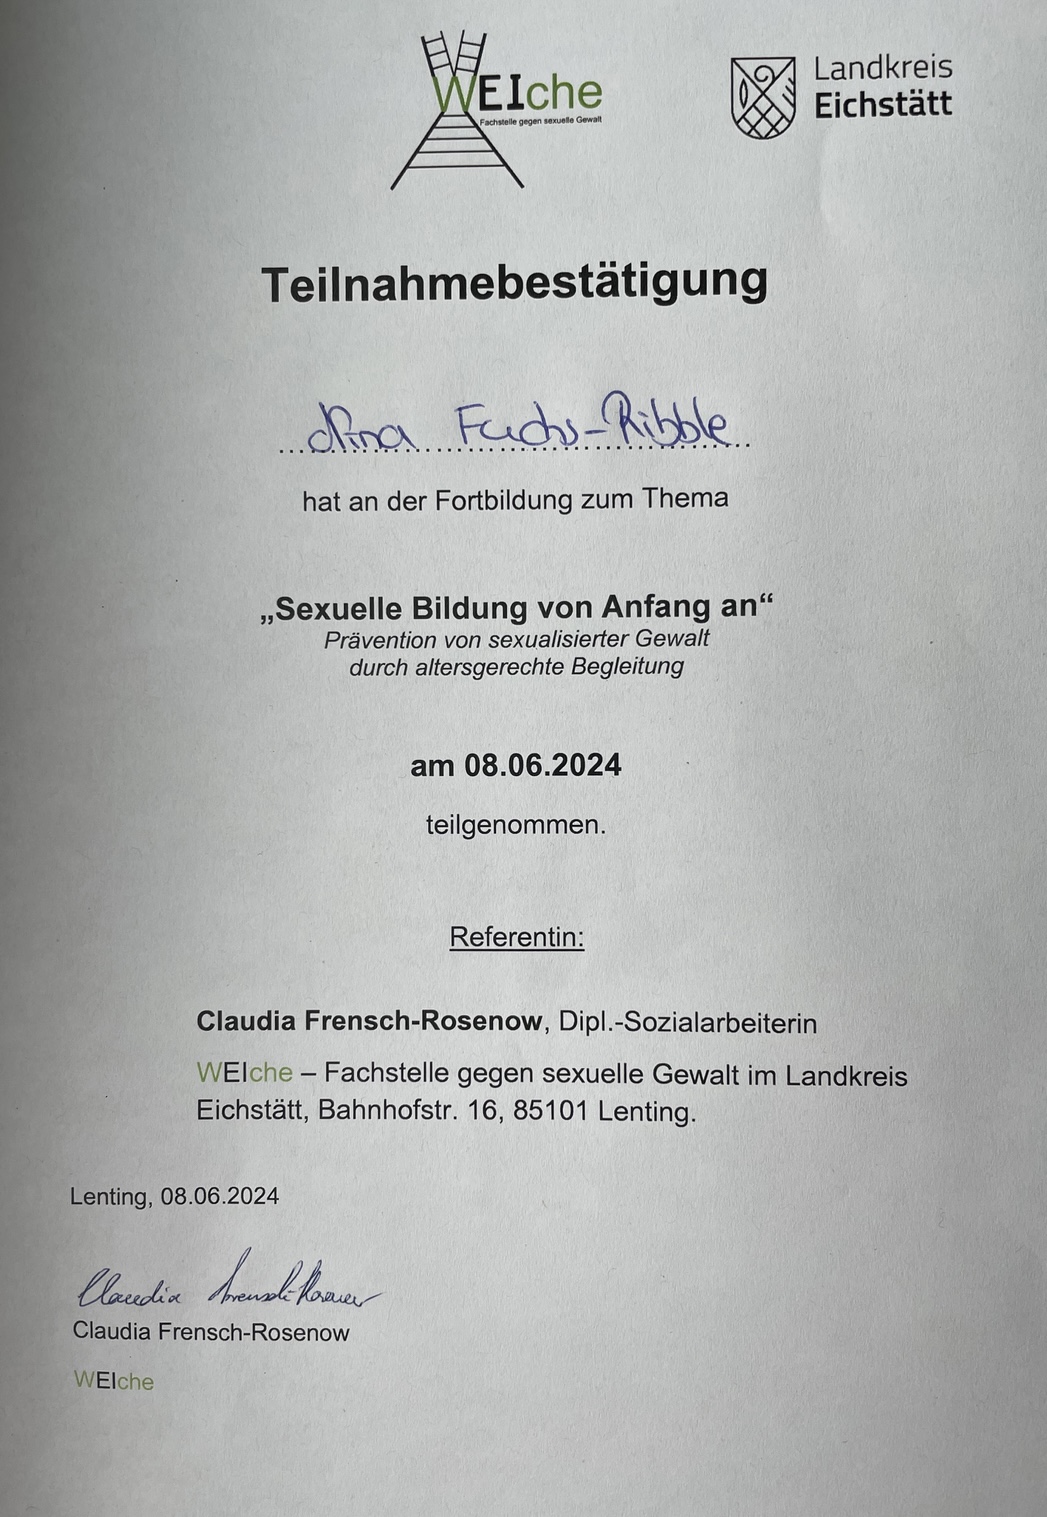 WEIche
Fachstelle gegen sexuelle Gewalt
Landkreis
Eichstätt
Teilnahmebestätigung
Nina Fuchs-Ribble
hat an der Fortbildung zum Thema
„Sexuelle Bildung von Anfang an“
Prävention von sexualisierter Gewalt
durch altersgerechte Begleitung
am 08.06.2024
teilgenommen.
Referentin:
Claudia Frensch-Rosenow, Dipl.-Sozialarbeiterin
WEIche – Fachstelle gegen sexuelle Gewalt im Landkreis
Eichstätt, Bahnhofstr. 16, 85101 Lenting.
Lenting, 08.06.2024
Claudia Frensch-Rosenow
Claudia Frensch-Rosenow
WEIche